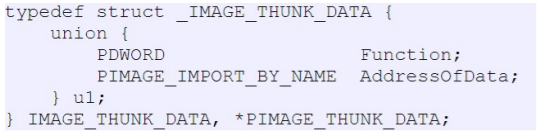 typedef struct _IMAGE_THUNK_DATA {
    union {
        PDWORD                 Function;
        PIMAGE_IMPORT_BY_NAME  AddressOfData;
    } u1;
} IMAGE_THUNK_DATA, *PIMAGE_THUNK_DATA;